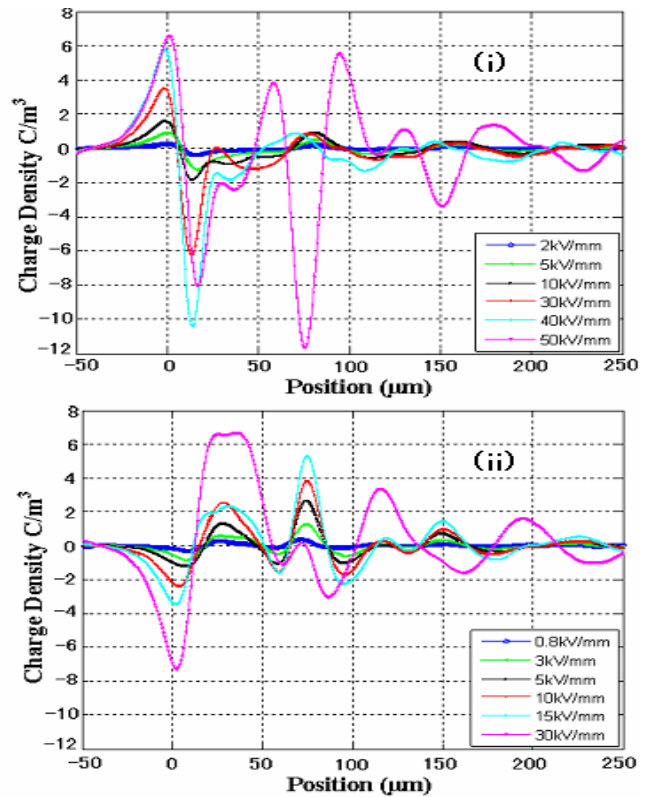 8
6
4
2
0
-2
-4
-6
-8
-10
-12
Charge Density C/m³
(i)
2kV/mm
5kV/mm
10kV/mm
30kV/mm
40kV/mm
50kV/mm
-50 0 50 100 150 200 250
Position (μm)
8
6
4
2
0
-2
-4
-6
-8
-10
-12
Charge Density C/m³
(ii)
0.8kV/mm
3kV/mm
5kV/mm
10kV/mm
15kV/mm
30kV/mm
-50 0 50 100 150 200 250
Position (μm)